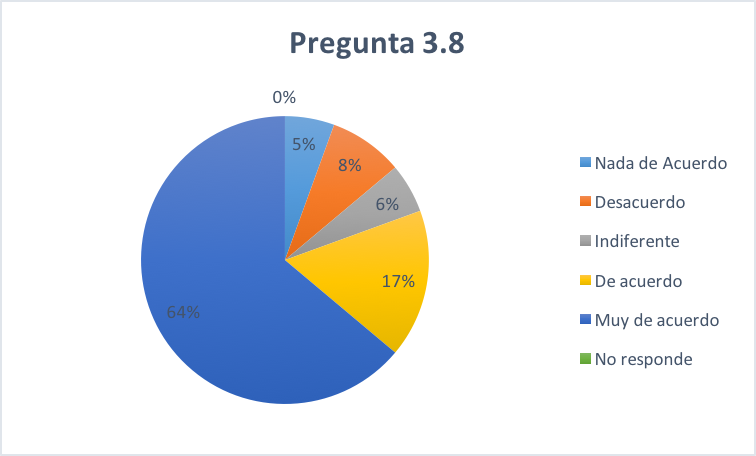 Pregunta 3.8
0%
5%
8%
6%
17%
64%
Nada de Acuerdo
Desacuerdo
Indiferente
De acuerdo
Muy de acuerdo
No responde